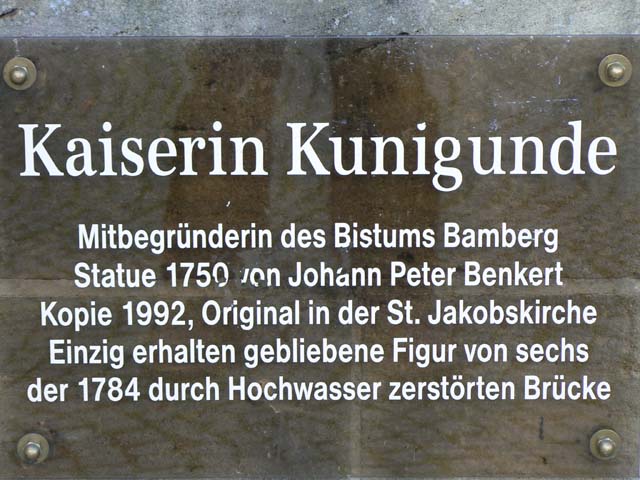 Kaiserin Kunigunde
Mitbegründerin des Bistums Bamberg
Statue 1750 von Johann Peter Benkert
Kopie 1992, Original in der St. Jakobskirche
Einzig erhalten gebliebene Figur von sechs
der 1784 durch Hochwasser zerstörten Brücke